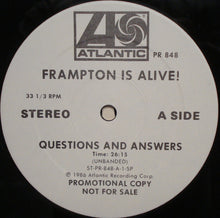 ATLANTIC
PR 848
FRAMPTON IS ALIVE!
33 1/3 RPM
STEREO
A SIDE
QUESTIONS AND ANSWERS
Time: 26:15
(UNBANDED)
ST-PR-848-A-1-SP
℗ 1986 Atlantic Recording Corp.
PROMOTIONAL COPY
NOT FOR SALE